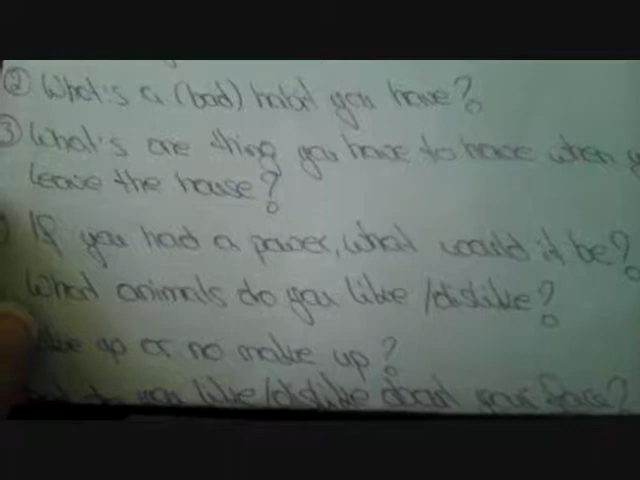 ② What's a (bad) habit you have?
③ What's one thing you have to have when
leave the house?
If you had a power, what would it be?
What animals do you like/dislike?
up or no make up?
you like/dislike about your face?